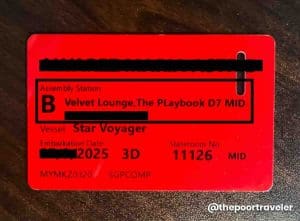 Assembly Station
B Velvet Lounge,The PLaybook D7 MID
Vessel Star Voyager
Embarkation Date Stateroom No
2025 3D 11126 MID
SGPCOMP
@thepoortraveler